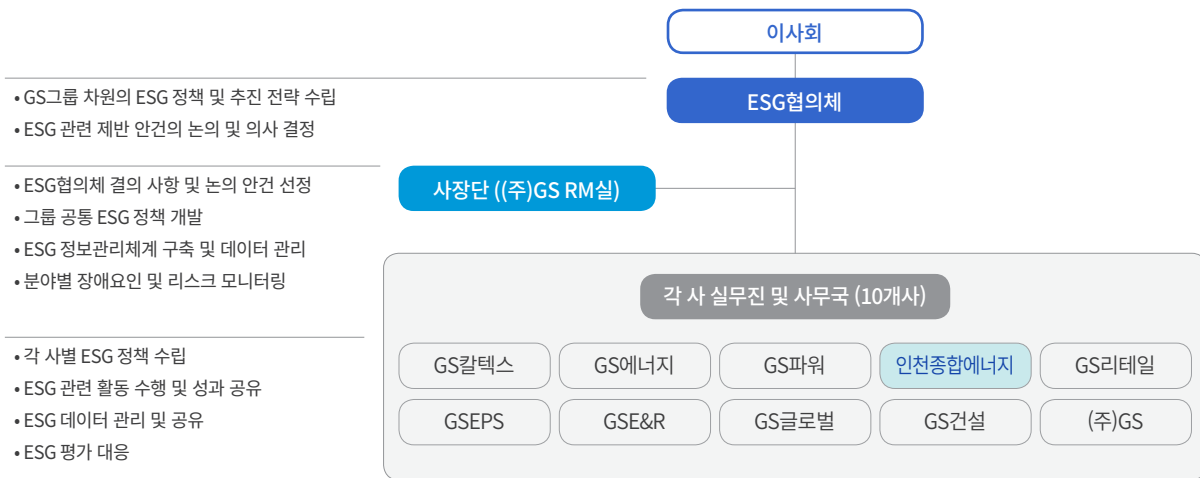 이사회
ESG협의체
• GS그룹 차원의 ESG 정책 및 추진 전략 수립
• ESG 관련 제반 안건의 논의 및 의사 결정
사장단 ((주)GS RM실)
• ESG협의체 결의 사항 및 논의 안건 선정
• 그룹 공통 ESG 정책 개발
• ESG 정보관리체계 구축 및 데이터 관리
• 분야별 장애요인 및 리스크 모니터링
각 사 실무진 및 사무국 (10개사)
• 각 사별 ESG 정책 수립
• ESG 관련 활동 수행 및 성과 공유
• ESG 데이터 관리 및 공유
• ESG 평가 대응
GS칼텍스 GS에너지 GS파워 인천종합에너지 GS리테일
GSEPS GSE&R GS글로벌 GS건설 (주)GS